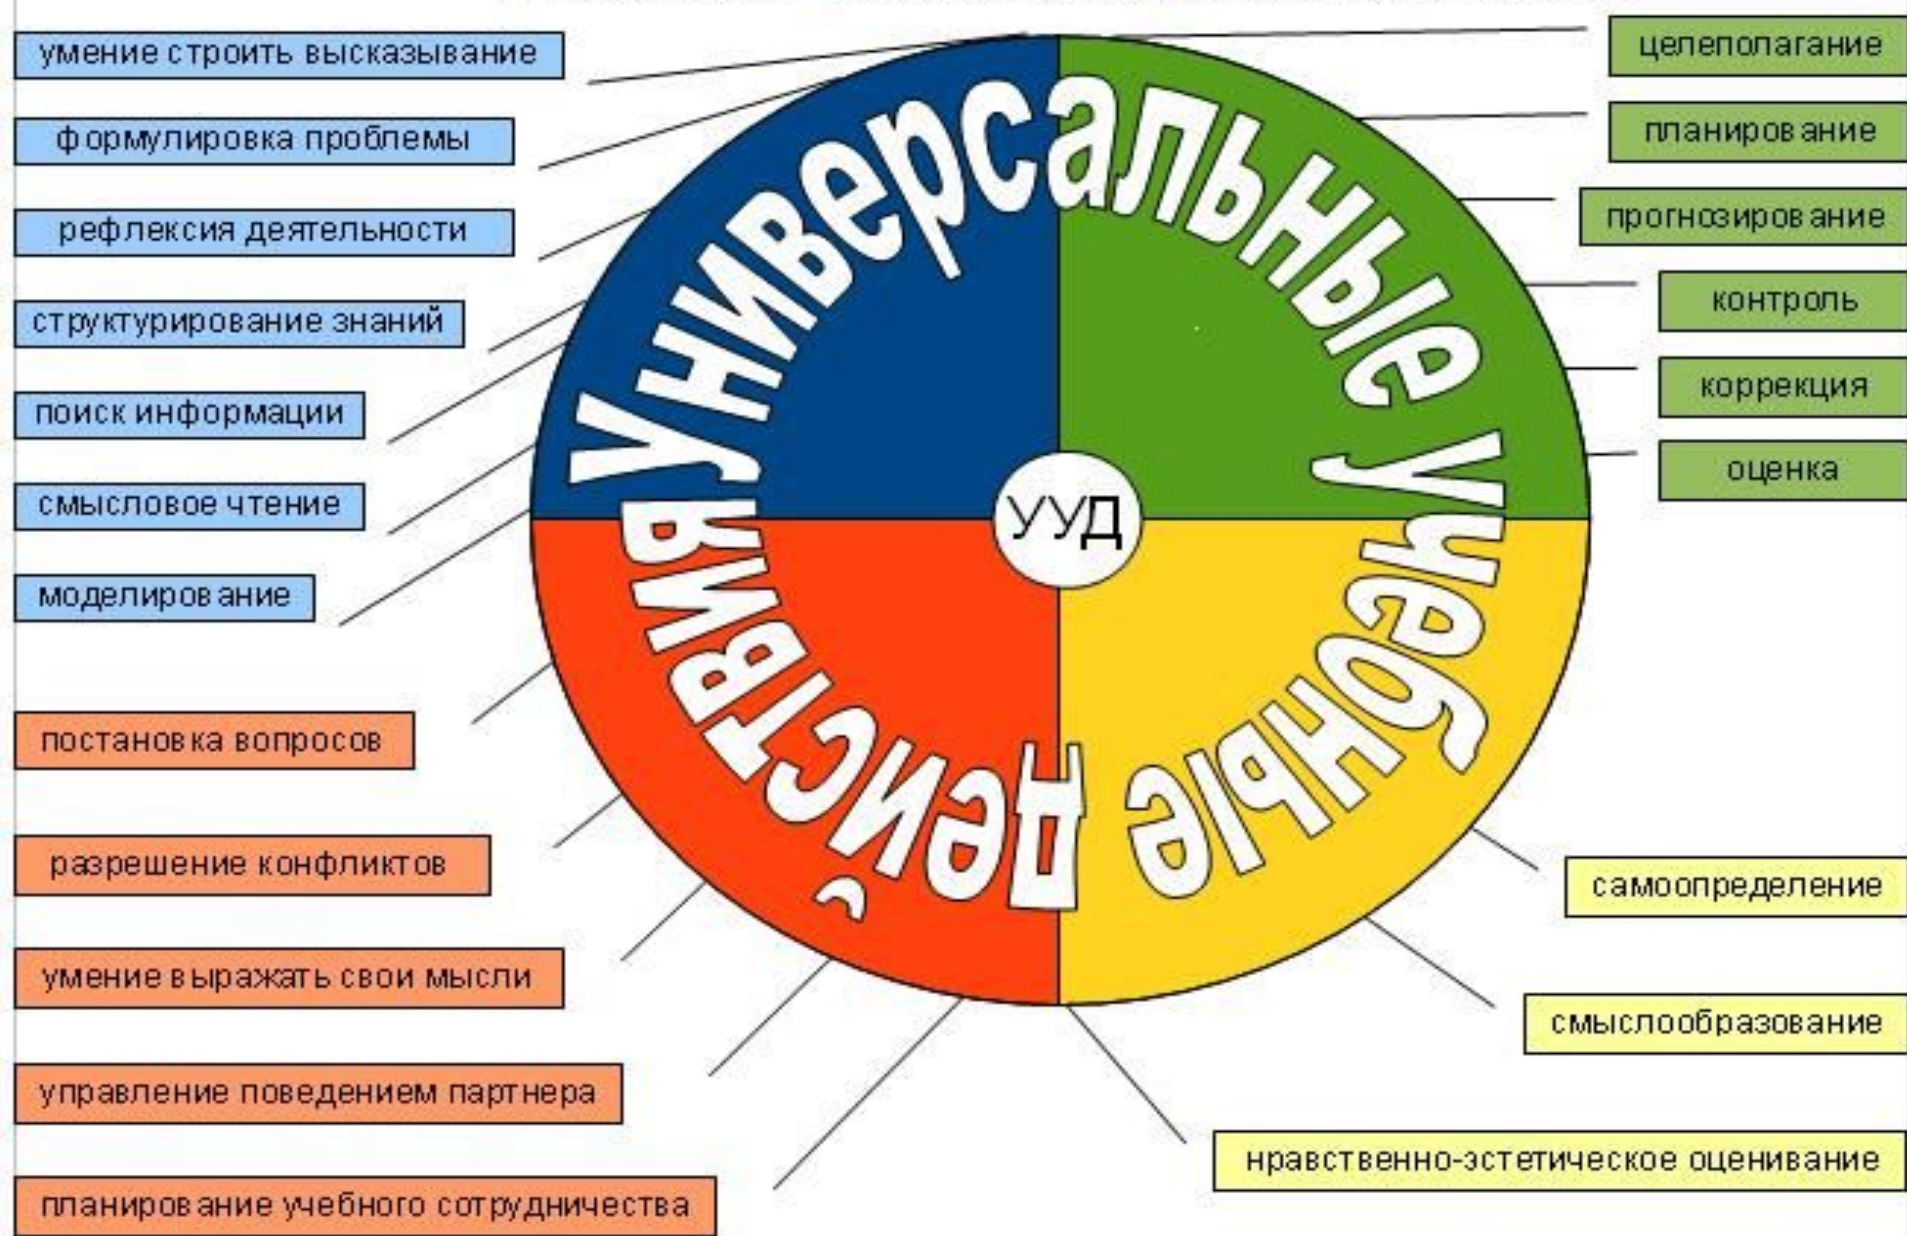 умение строить высказывание
формулировка проблемы
рефлексия деятельности
структурирование знаний
поиск информации
смысловое чтение
моделирование
постановка вопросов
разрешение конфликтов
умение выражать свои мысли
управление поведением партнера
планирование учебного сотрудничества
Универсальные учебные действия
УУД
целеполагание
планирование
прогнозирование
контроль
коррекция
оценка
самоопределение
смыслообразование
нравственно-эстетическое оценивание